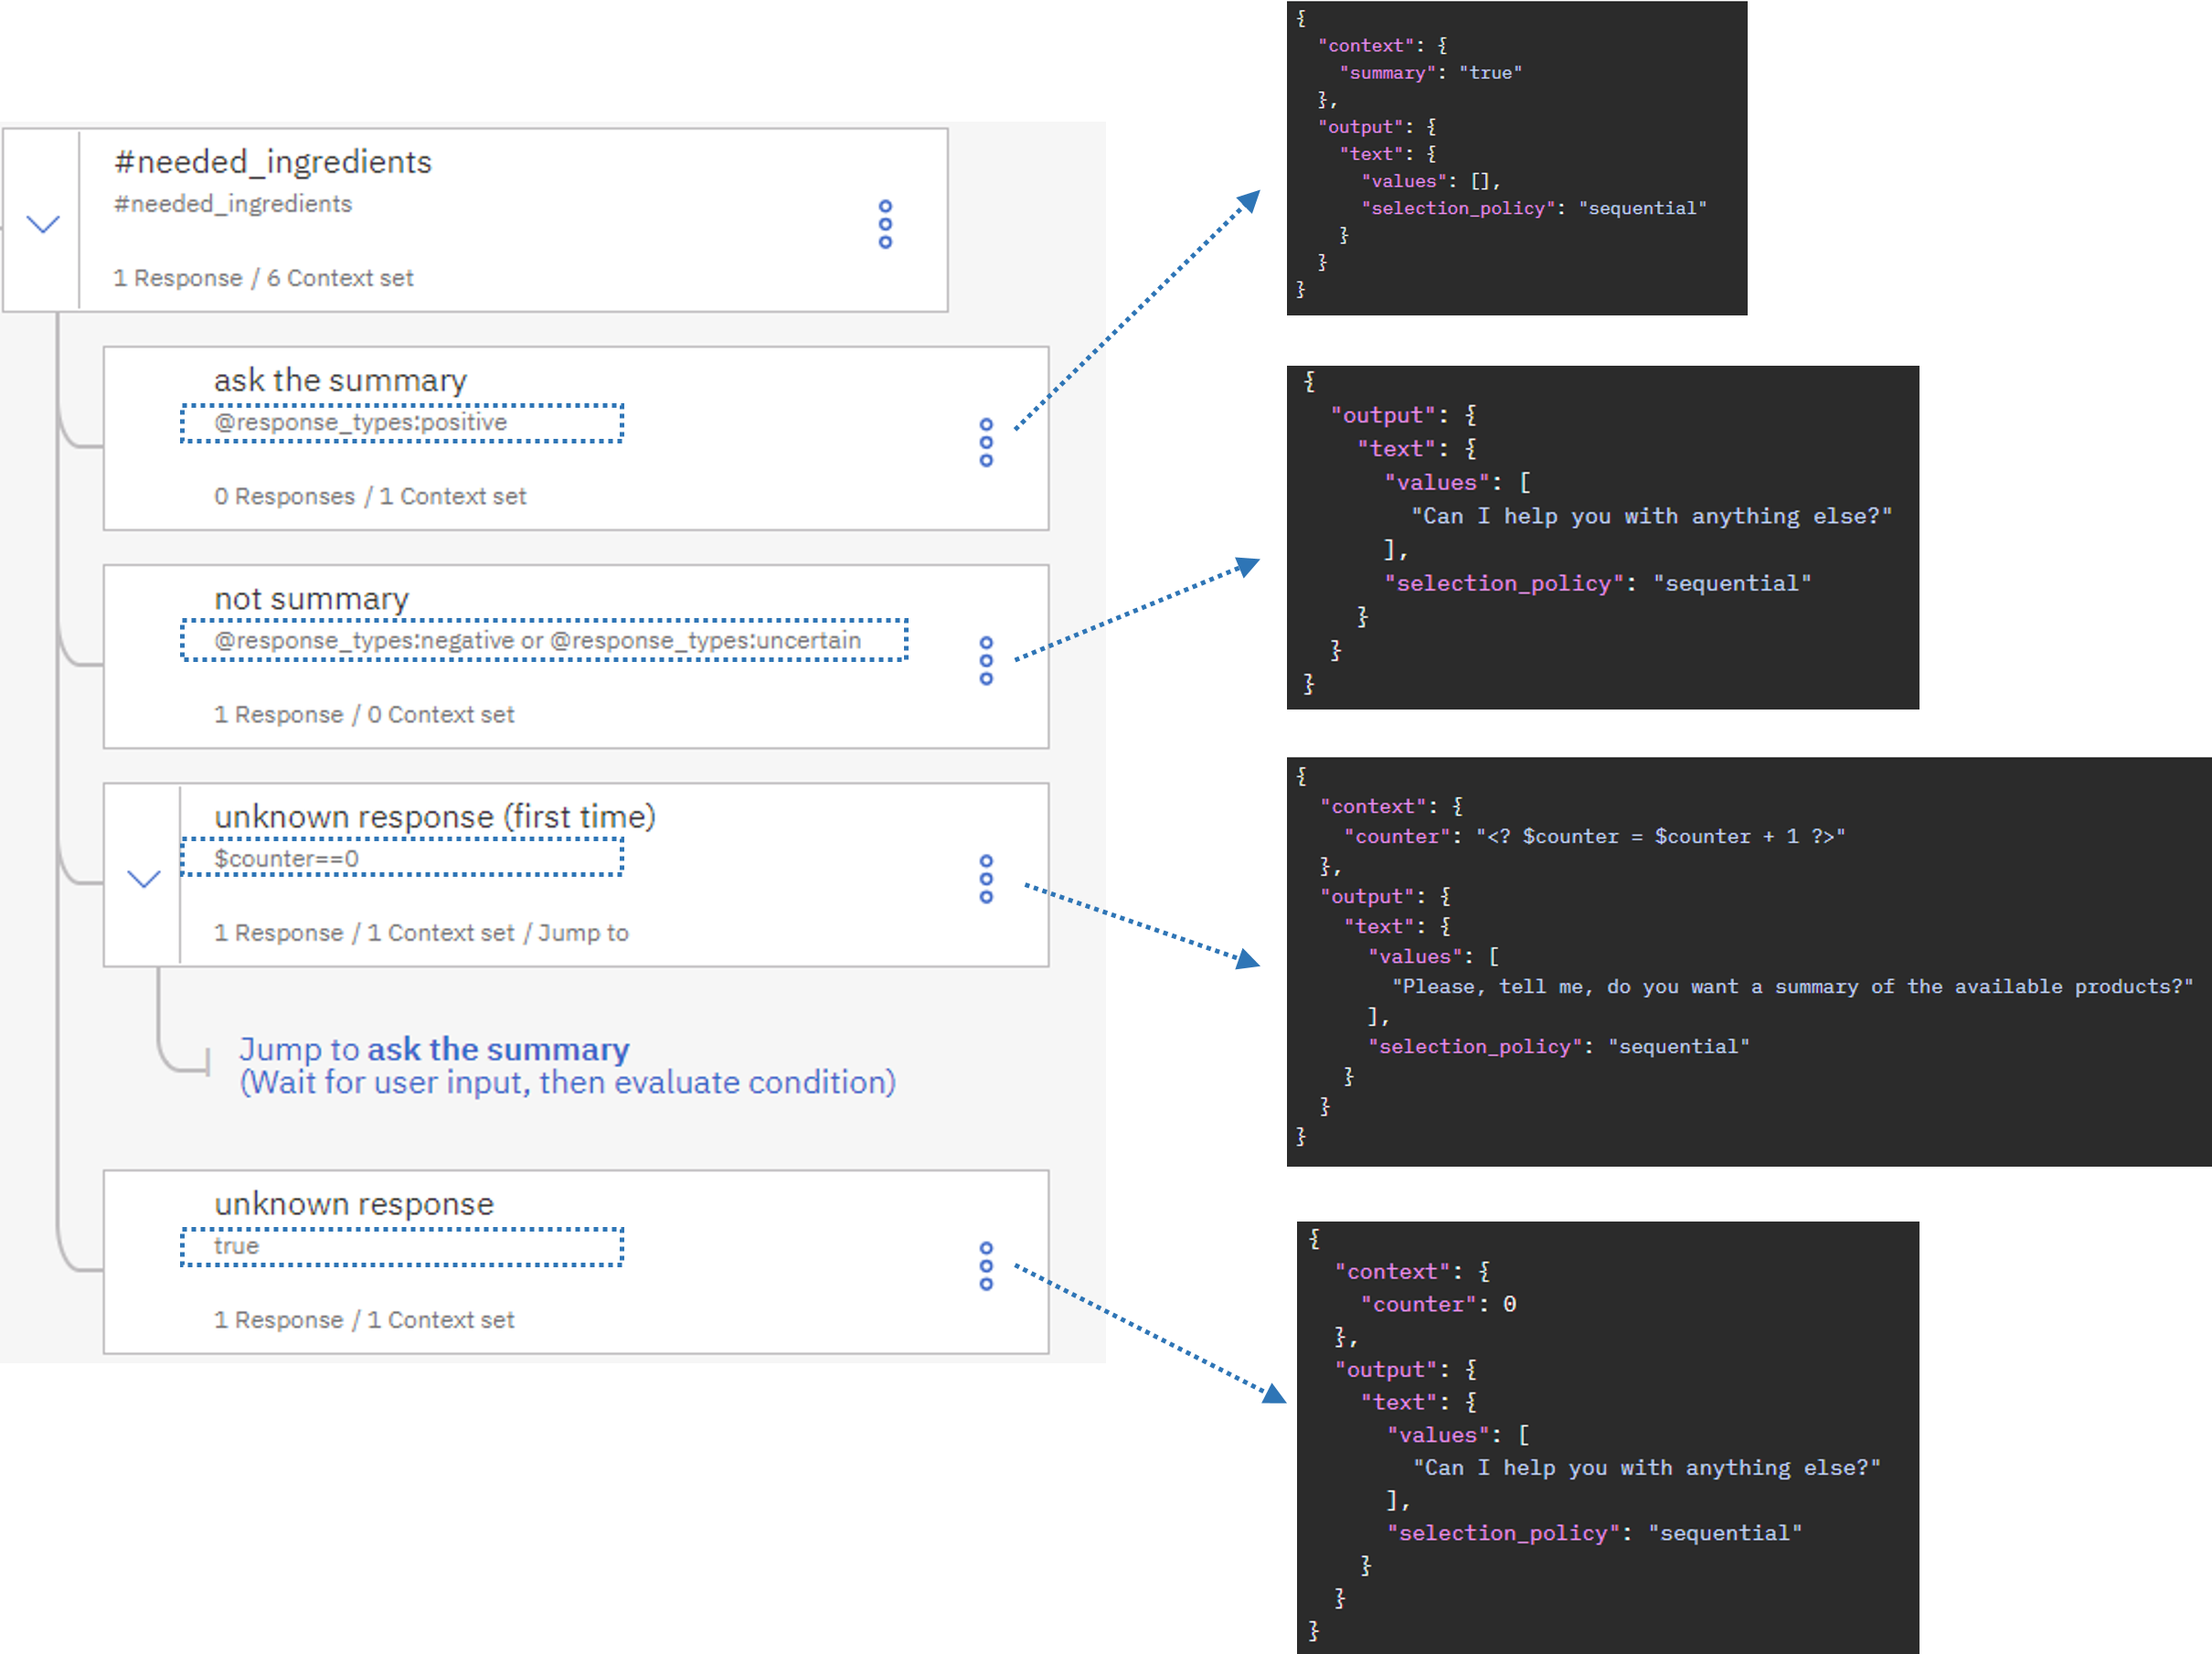 #needed_ingredients
#needed_ingredients
1 Response / 6 Context set
ask the summary
@response_types:positive
0 Responses / 1 Context set
not summary
@response_types:negative or @response_types:uncertain
1 Response / 0 Context set
unknown response (first time)
$counter==0
1 Response / 1 Context set / Jump to
Jump to ask the summary
(Wait for user input, then evaluate condition)
unknown response
true
1 Response / 1 Context set
{
  "context": {
    "summary": "true"
  },
  "output": {
    "text": {
      "values": [],
      "selection_policy": "sequential"
    }
  }
}
{
  "output": {
    "text": {
      "values": [
        "Can I help you with anything else?"
      ],
      "selection_policy": "sequential"
    }
  }
}
{
  "context": {
    "counter": "<? $counter = $counter + 1 ?>"
  },
  "output": {
    "text": {
      "values": [
        "Please, tell me, do you want a summary of the available products?"
      ],
      "selection_policy": "sequential"
    }
  }
}
{
  "context": {
    "counter": 0
  },
  "output": {
    "text": {
      "values": [
        "Can I help you with anything else?"
      ],
      "selection_policy": "sequential"
    }
  }
}